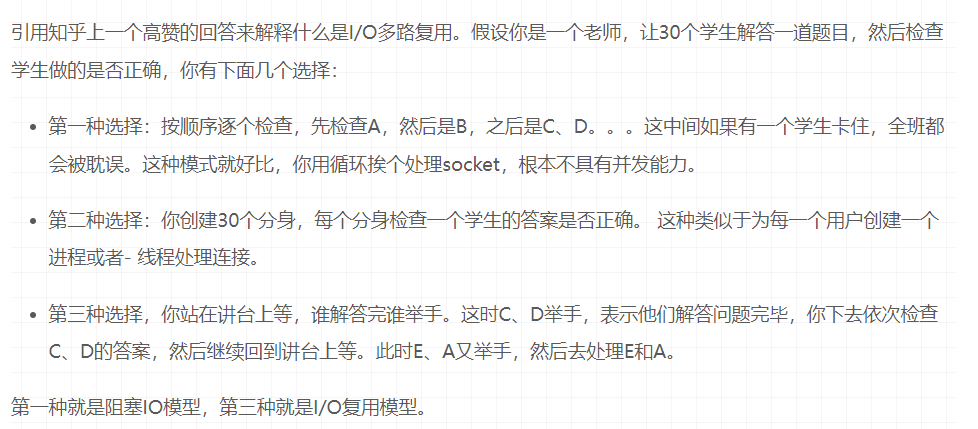 引用知乎上一个高赞的回答来解释什么是I/O多路复用。假设你是一个老师，让30个学生解答一道题目，然后检查
学生做的是否正确，你有下面几个选择：
• 第一种选择：按顺序逐个检查，先检查A，然后是B，之后是C、D。。。这中间如果有一个学生卡住，全班都
会被耽误。这种模式就好比，你用循环挨个处理socket，根本不具有并发能力。
• 第二种选择：你创建30个分身，每个分身检查一个学生的答案是否正确。 这种类似于为每一个用户创建一个
进程或者- 线程处理连接。
• 第三种选择，你站在讲台上等，谁解答完谁举手。这时C、D举手，表示他们解答问题完毕，你下去依次检查
C、D的答案，然后继续回到讲台上等。此时E、A又举手，然后去处理E和A。
第一种就是阻塞IO模型，第三种就是I/O复用模型。